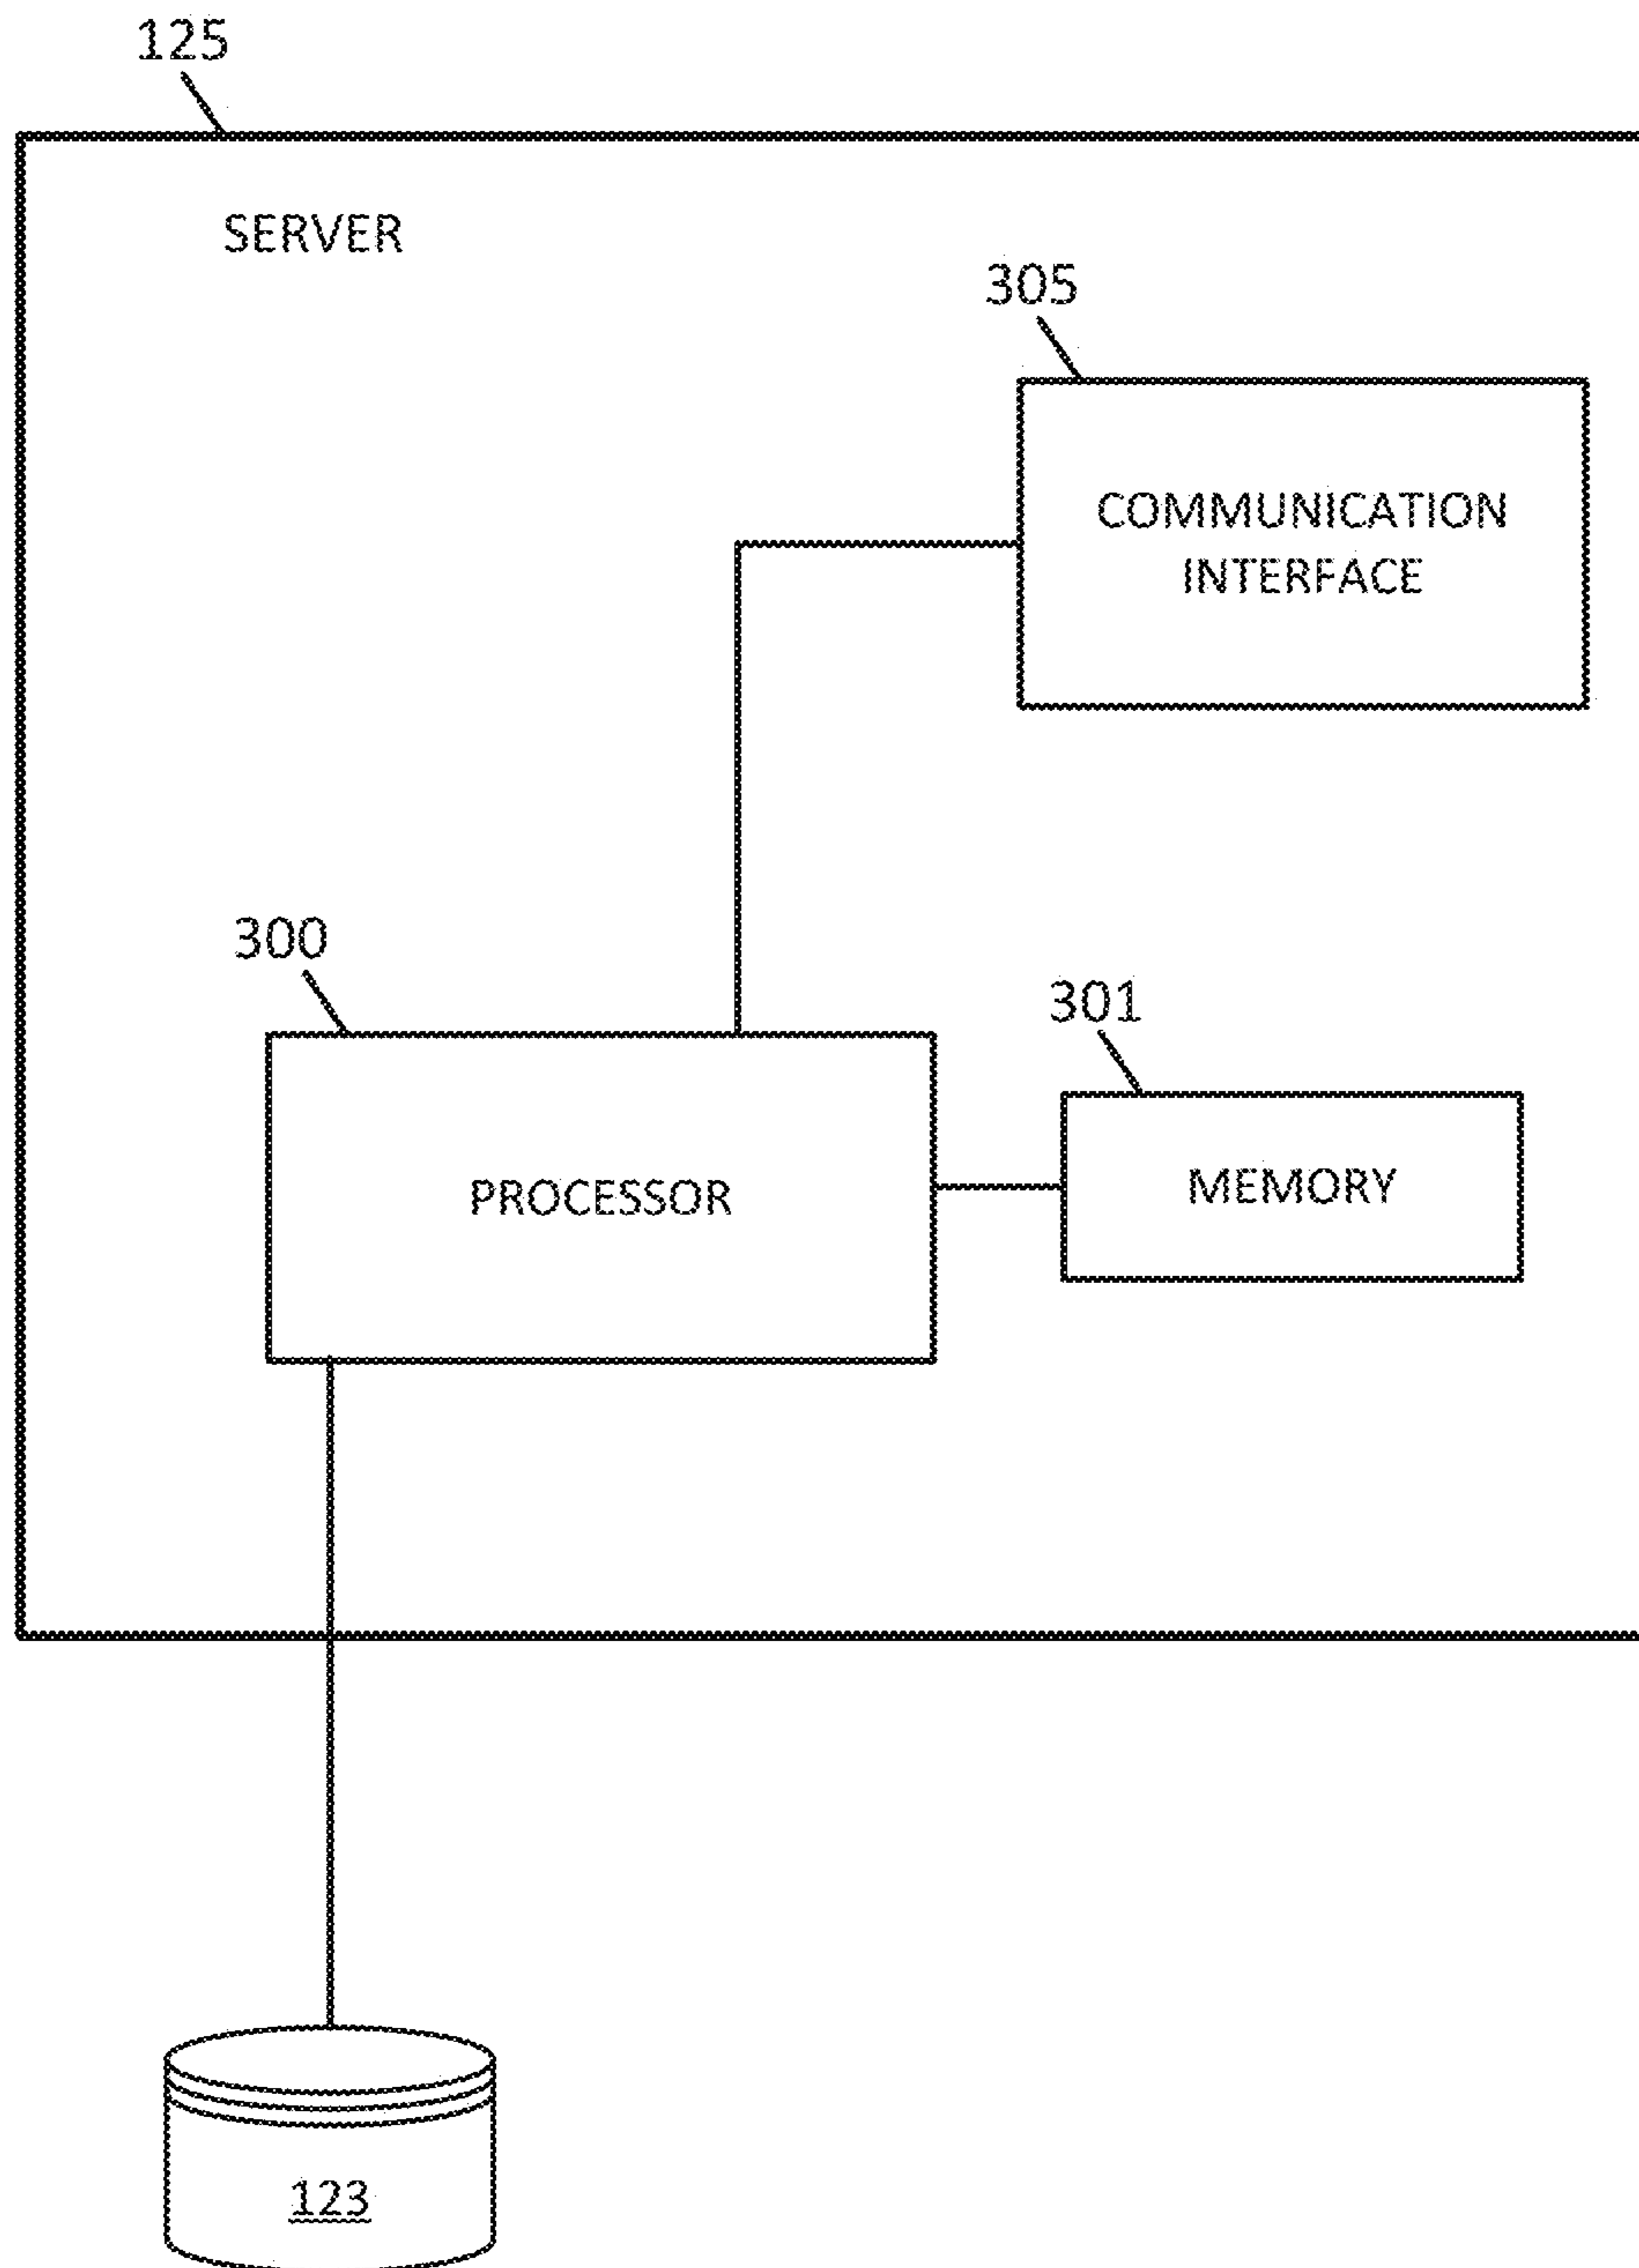 125
SERVER
305
COMMUNICATION
INTERFACE
300
301
PROCESSOR
MEMORY
123